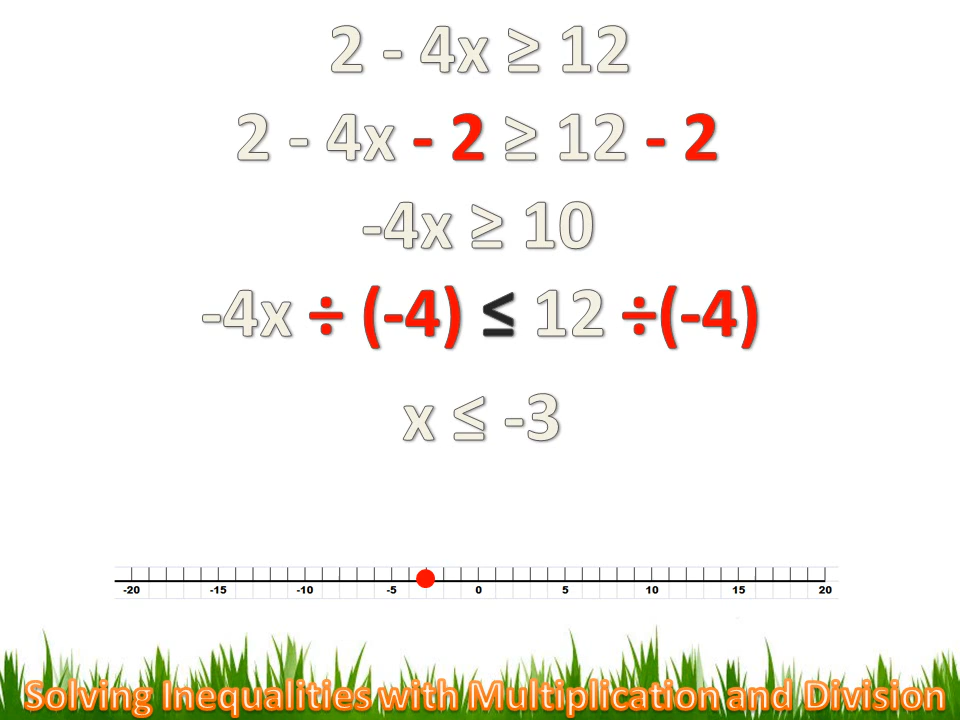 2 - 4x ≥ 12
2 - 4x - 2 ≥ 12 - 2
-4x ≥ 10
-4x ÷ (-4) ≤ 12 ÷(-4)
x ≤ -3
-20 -15 -10 -5 0 5 10 15 20
Solving Inequalities with Multiplication and Division